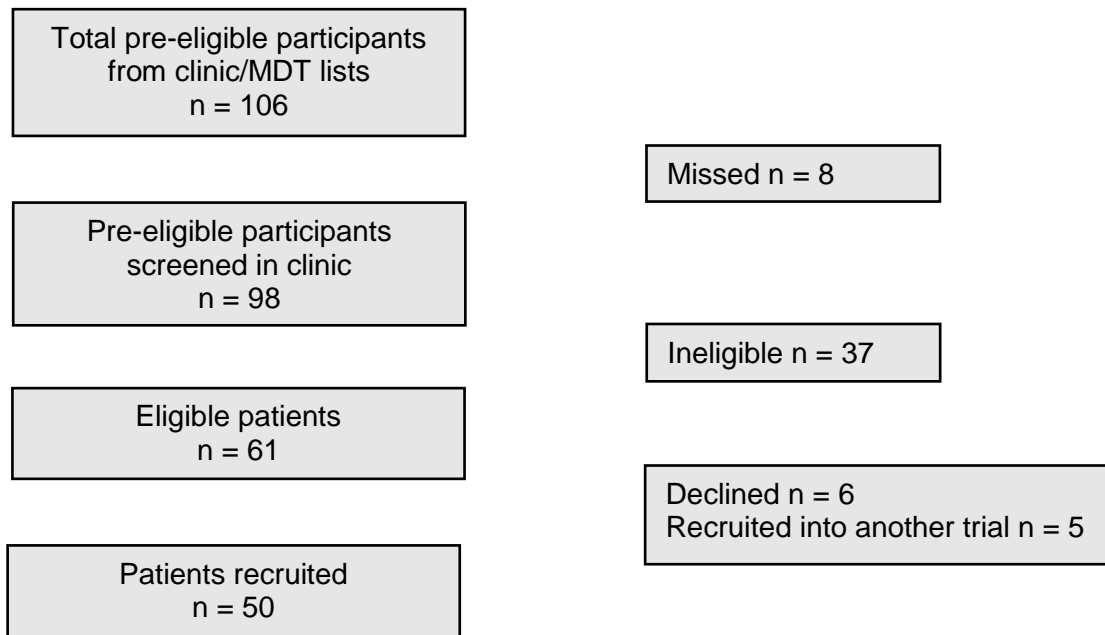 Total pre-eligible participants
from clinic/MDT lists
n = 106
Missed n = 8
Pre-eligible participants
screened in clinic
n = 98
Ineligible n = 37
Eligible patients
n = 61
Declined n = 6
Recruited into another trial n = 5
Patients recruited
n = 50